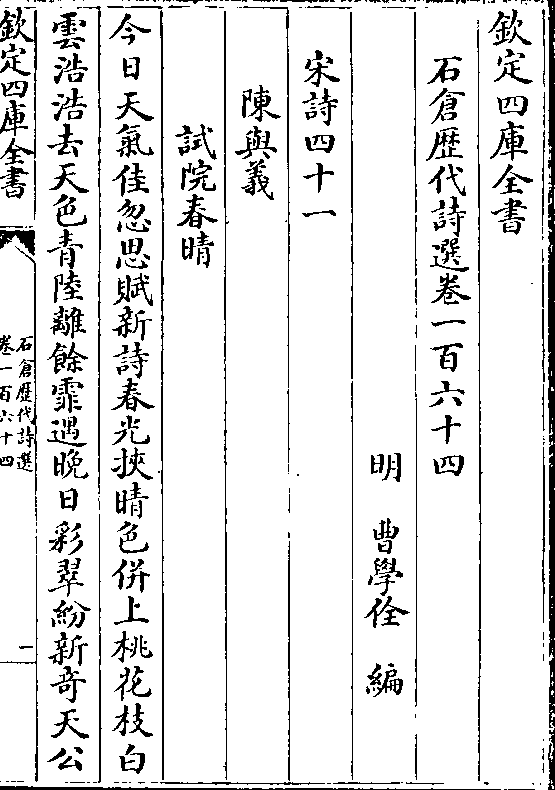 欽定四庫全書
石倉歴代詩選卷一百六十四
明 曹學佺 編
宋詩四十一
陳與義
試院春晴
今日天氣佳忽思賦新詩春光挾晴色併上桃花枝白
雲浩浩去天色青陸離餘霏遇晚日彩翠紛新奇天公
欽定四庫全書
石倉歴代詩選
卷一百六十四
一